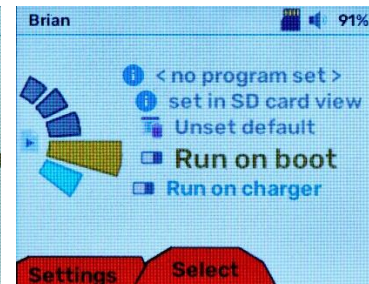 Brian 91%
< no program set >
set in SD card view
Unset default
Run on boot
Run on charger
Settings Select